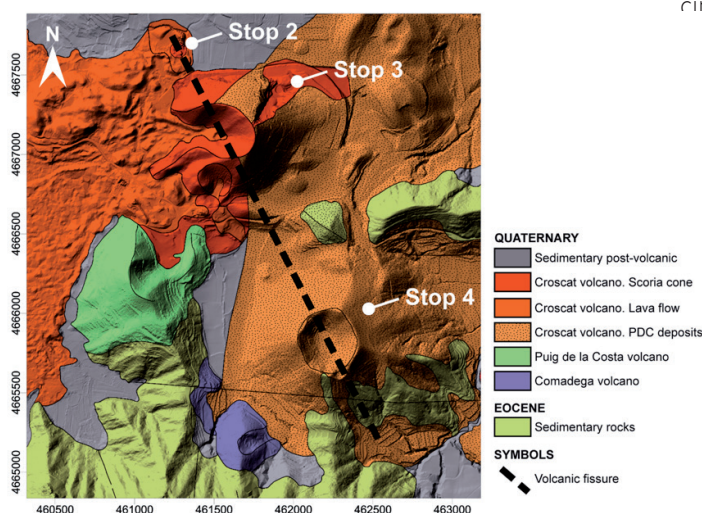 Stop 2
N
Stop 3
Stop 4
4667500
4667000
4666500
4666000
4665500
4665000
460500 461000 461500 462000 462500 463000
QUATERNARY
Sedimentary post-volcanic
Croscat volcano. Scoria cone
Croscat volcano. Lava flow
Croscat volcano. PDC deposits
Puig de la Costa volcano
Comadega volcano
EOCENE
Sedimentary rocks
SYMBOLS
Volcanic fissure